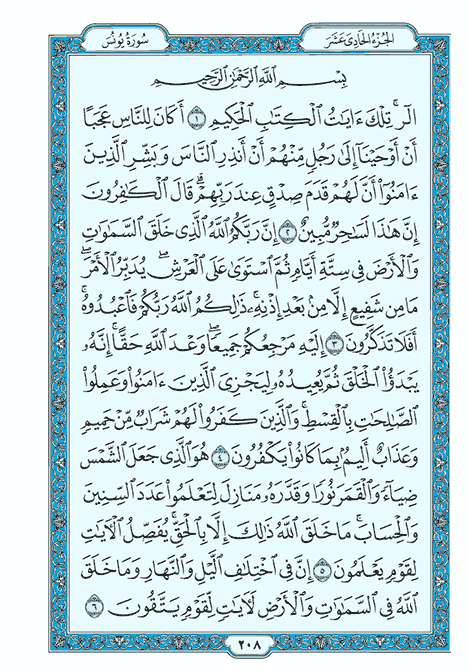 سُورَةُ يُونُس الجُزْءُ الحَادِيَ عَشَرَ
بِسْمِ ٱللَّهِ ٱلرَّحْمَٰنِ ٱلرَّحِيمِ
الٓر ۚ تِلْكَ ءَايَٰتُ ٱلْكِتَٰبِ ٱلْحَكِيمِ ١ أَكَانَ لِلنَّاسِ عَجَبًا
أَنْ أَوْحَيْنَآ إِلَىٰ رَجُلٍ مِّنْهُمْ أَنْ أَنذِرِ ٱلنَّاسَ وَبَشِّرِ ٱلَّذِينَ
ءَامَنُوٓا۟ أَنَّ لَهُمْ قَدَمَ صِدْقٍ عِندَ رَبِّهِمْ ۗ قَالَ ٱلْكَٰفِرُونَ
إِنَّ هَٰذَا لَسَٰحِرٌ مُّبِينٌ ٢ إِنَّ رَبَّكُمُ ٱللَّهُ ٱلَّذِى خَلَقَ ٱلسَّمَٰوَٰتِ
وَٱلْأَرْضَ فِى سِتَّةِ أَيَّامٍ ثُمَّ ٱسْتَوَىٰ عَلَى ٱلْعَرْشِ ۖ يُدَبِّرُ ٱلْأَمْرَ ۖ
مَا مِن شَفِيعٍ إِلَّا مِنۢ بَعْدِ إِذْنِهِۦ ۚ ذَٰلِكُمُ ٱللَّهُ رَبُّكُمْ فَٱعْبُدُوهُ ۚ
أَفَلَا تَذَكَّرُونَ ٣ إِلَيْهِ مَرْجِعُكُمْ جَمِيعًا ۖ وَعْدَ ٱللَّهِ حَقًّا ۚ إِنَّهُۥ
يَبْدَؤُا۟ ٱلْخَلْقَ ثُمَّ يُعِيدُهُۥ لِيَجْزِىَ ٱلَّذِينَ ءَامَنُوا۟ وَعَمِلُوا۟
ٱلصَّٰلِحَٰتِ بِٱلْقِسْطِ ۚ وَٱلَّذِينَ كَفَرُوا۟ لَهُمْ شَرَابٌ مِّنْ حَمِيمٍ
وَعَذَابٌ أَلِيمٌۢ بِمَا كَانُوا۟ يَكْفُرُونَ ٤ هُوَ ٱلَّذِى جَعَلَ ٱلشَّمْسَ
ضِيَآءً وَٱلْقَمَرَ نُورًا وَقَدَّرَهُۥ مَنَازِلَ لِتَعْلَمُوا۟ عَدَدَ ٱلسِّنِينَ
وَٱلْحِسَابَ ۚ مَا خَلَقَ ٱللَّهُ ذَٰلِكَ إِلَّا بِٱلْحَقِّ ۚ يُفَصِّلُ ٱلْءَايَٰتِ
لِقَوْمٍ يَعْلَمُونَ ٥ إِنَّ فِى ٱخْتِلَٰفِ ٱلَّيْلِ وَٱلنَّهَارِ وَمَا خَلَقَ
ٱللَّهُ فِى ٱلسَّمَٰوَٰتِ وَٱلْأَرْضِ لَءَايَٰتٍ لِّقَوْمٍ يَتَّقُونَ ٦
٢٠٨